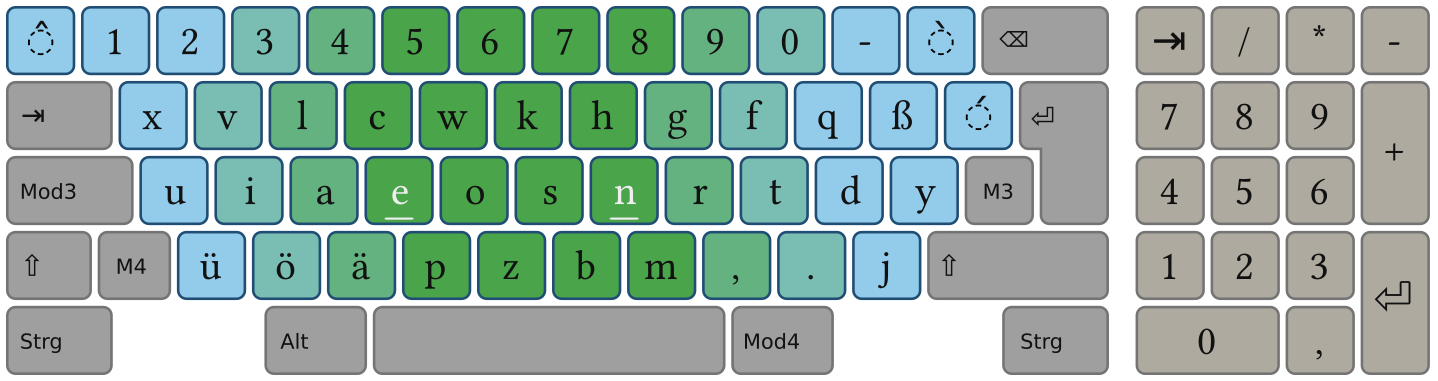 ◌̂ 1 2 3 4 5 6 7 8 9 0 - ◌̀ ⌫ ⇥ / * -
⇥ x v l c w k h g f q ß ◌́ ⏎ 7 8 9 +
Mod3 u i a e o s n r t d y M3 4 5 6
⇧ M4 ü ö ä p z b m , . j ⇧ 1 2 3 ⏎
Strg Alt Mod4 Strg 0 ,